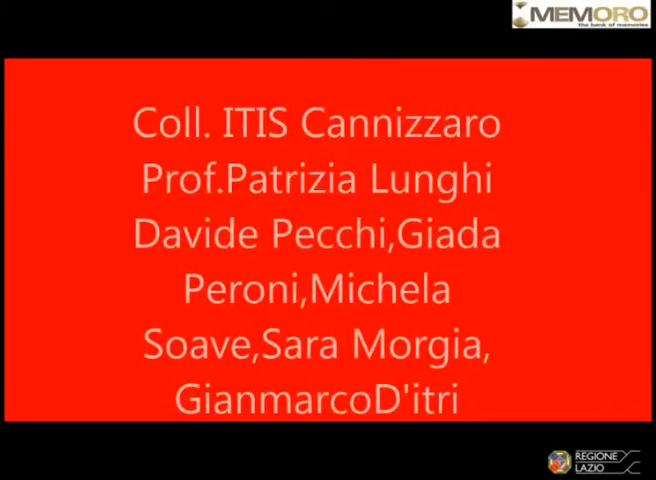 MEMORO
the bank of memories
Coll. ITIS Cannizzaro
Prof.Patrizia Lunghi
Davide Pecchi,Giada
Peroni,Michela
Soave,Sara Morgia,
GianmarcoD'itri
REGIONE
LAZIO